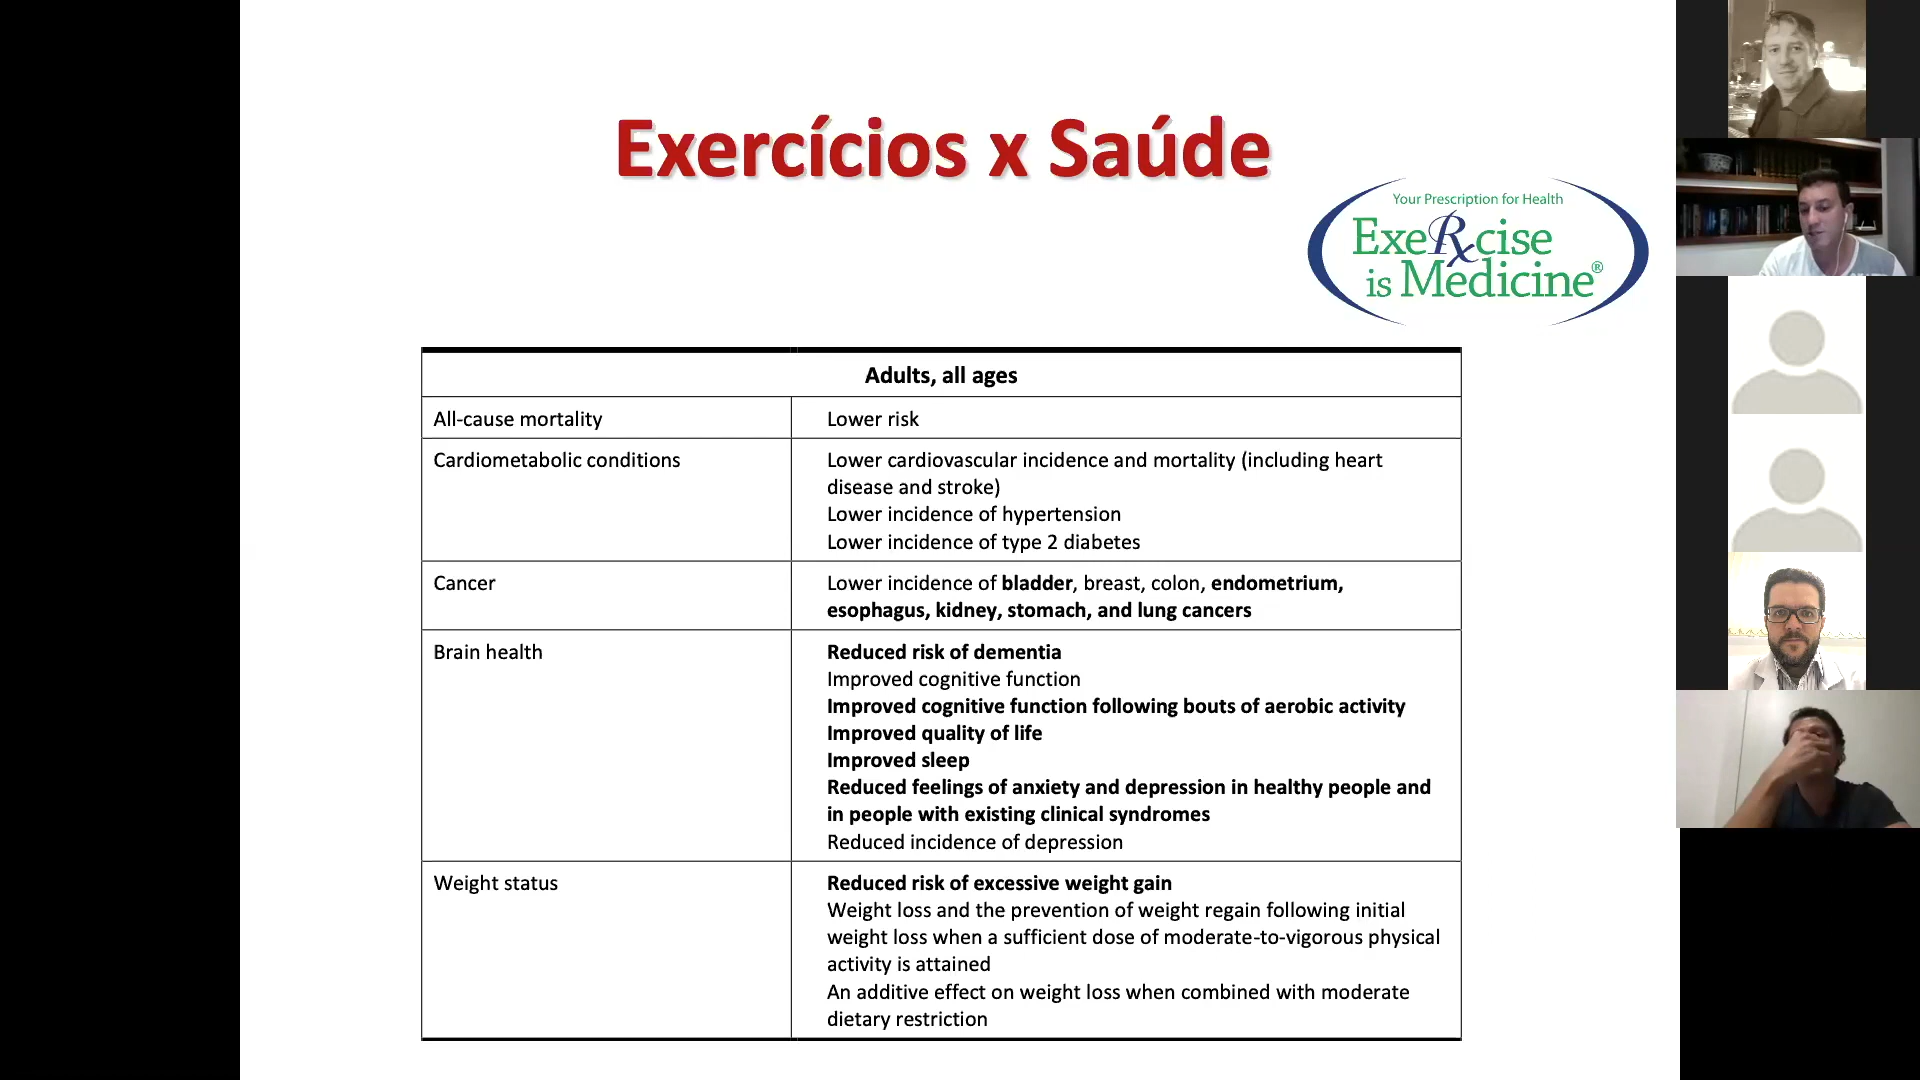 Exercícios x Saúde
Your Prescription for Health
ExeRxcise
is Medicine®
Adults, all ages
All-cause mortality
Lower risk
Cardiometabolic conditions
Lower cardiovascular incidence and mortality (including heart
disease and stroke)
Lower incidence of hypertension
Lower incidence of type 2 diabetes
Cancer
Lower incidence of bladder, breast, colon, endometrium,
esophagus, kidney, stomach, and lung cancers
Brain health
Reduced risk of dementia
Improved cognitive function
Improved cognitive function following bouts of aerobic activity
Improved quality of life
Improved sleep
Reduced feelings of anxiety and depression in healthy people and
in people with existing clinical syndromes
Reduced incidence of depression
Weight status
Reduced risk of excessive weight gain
Weight loss and the prevention of weight regain following initial
weight loss when a sufficient dose of moderate-to-vigorous physical
activity is attained
An additive effect on weight loss when combined with moderate
dietary restriction